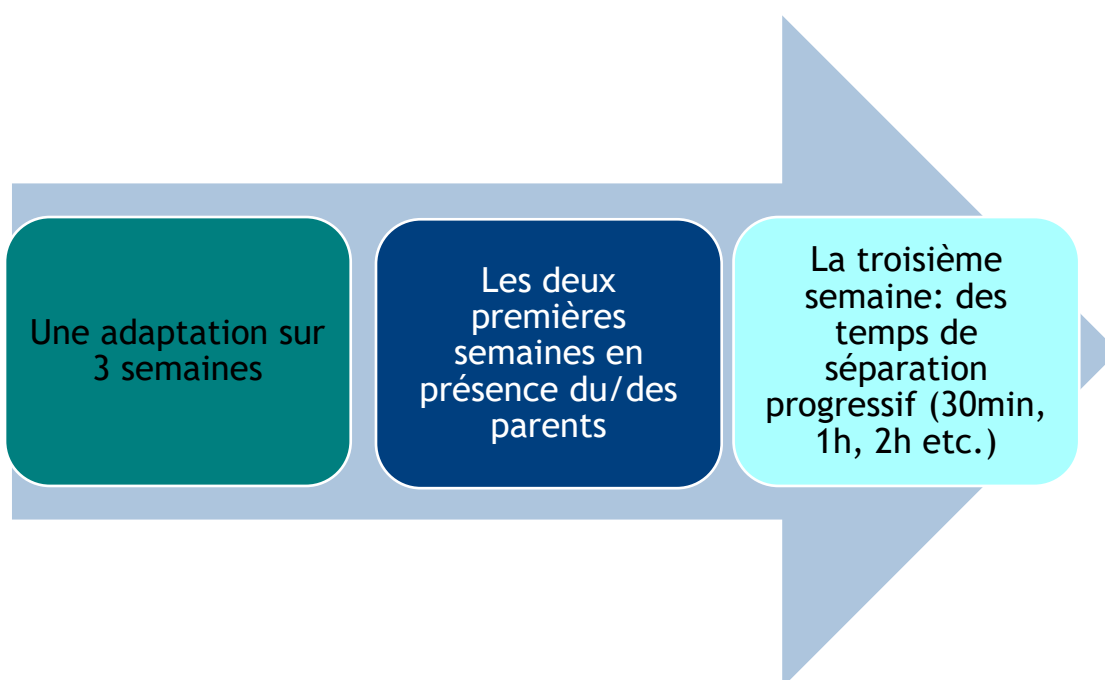 Une adaptation sur
3 semaines
Les deux
premières
semaines en
présence du/des
parents
La troisième
semaine: des
temps de
séparation
progressif (30min,
1h, 2h etc.)